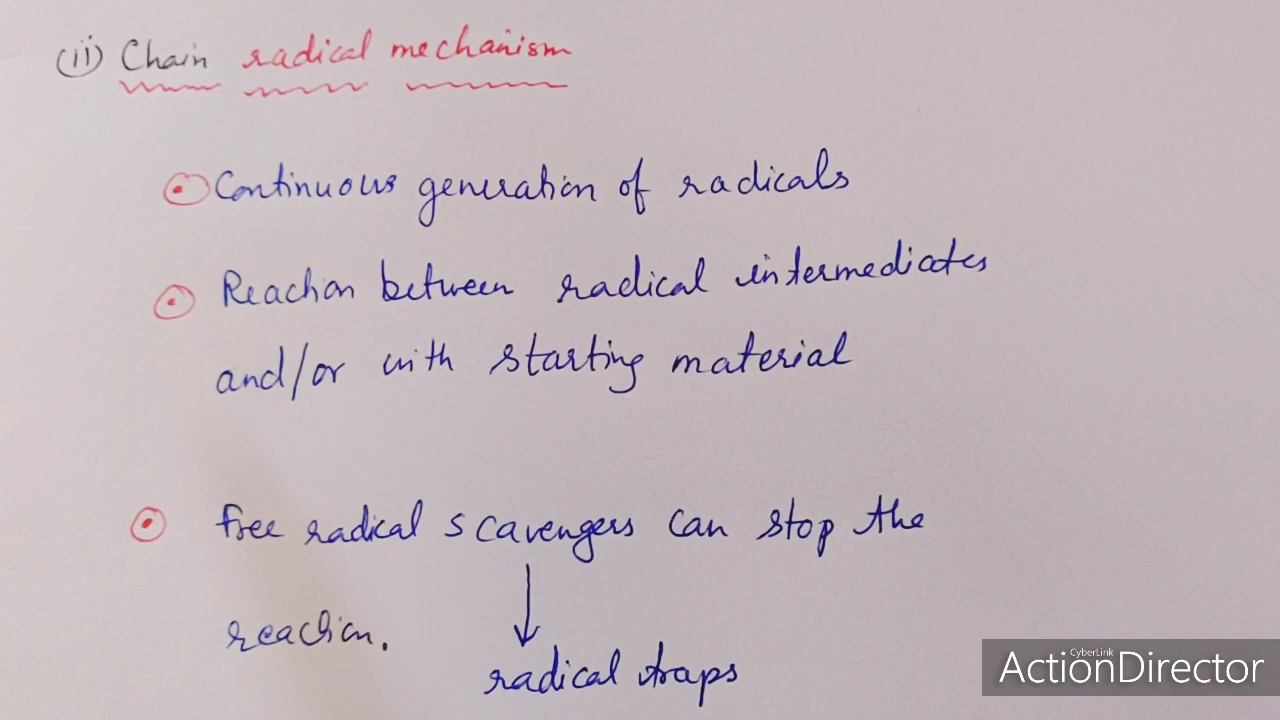 (ii) Chain radical mechanism
Continuous generation of radicals
Reaction between radical intermediates
and/or with starting material
free radical scavengers can stop the
reaction.
radical traps
CyberLink
ActionDirector